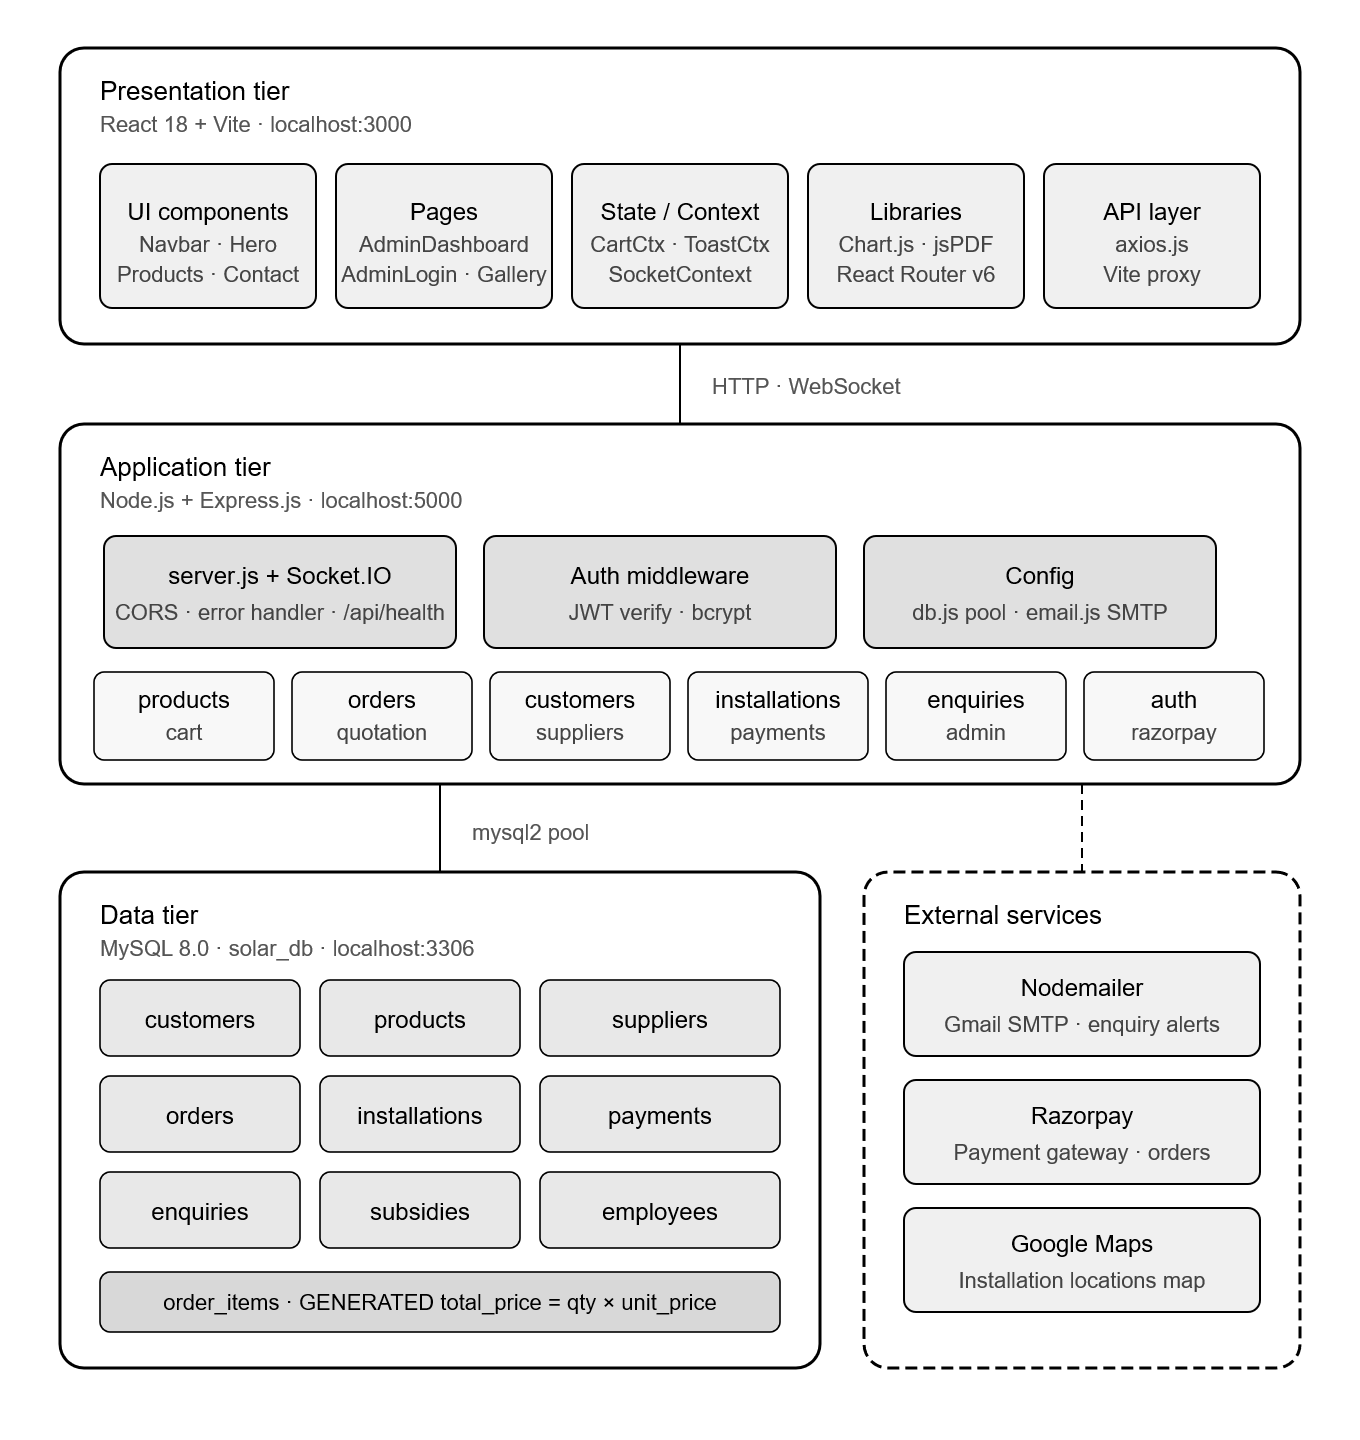 Presentation tier
React 18 + Vite · localhost:3000
UI components
Navbar · Hero
Products · Contact
Pages
AdminDashboard
AdminLogin · Gallery
State / Context
CartCtx · ToastCtx
SocketContext
Libraries
Chart.js · jsPDF
React Router v6
API layer
axios.js
Vite proxy
HTTP · WebSocket
Application tier
Node.js + Express.js · localhost:5000
server.js + Socket.IO
CORS · error handler · /api/health
Auth middleware
JWT verify · bcrypt
Config
db.js pool · email.js SMTP
products
cart
orders
quotation
customers
suppliers
installations
payments
enquiries
admin
auth
razorpay
mysql2 pool
Data tier
MySQL 8.0 · solar_db · localhost:3306
customers
products
suppliers
orders
installations
payments
enquiries
subsidies
employees
order_items · GENERATED total_price = qty × unit_price
External services
Nodemailer
Gmail SMTP · enquiry alerts
Razorpay
Payment gateway · orders
Google Maps
Installation locations map